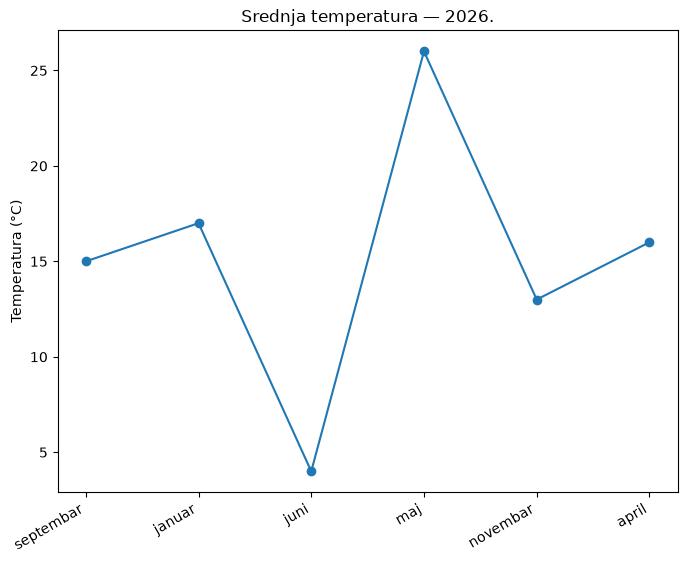 Srednja temperatura — 2026.
Temperatura (°C)
25
20
15
10
5
septembar
januar
juni
maj
novembar
april